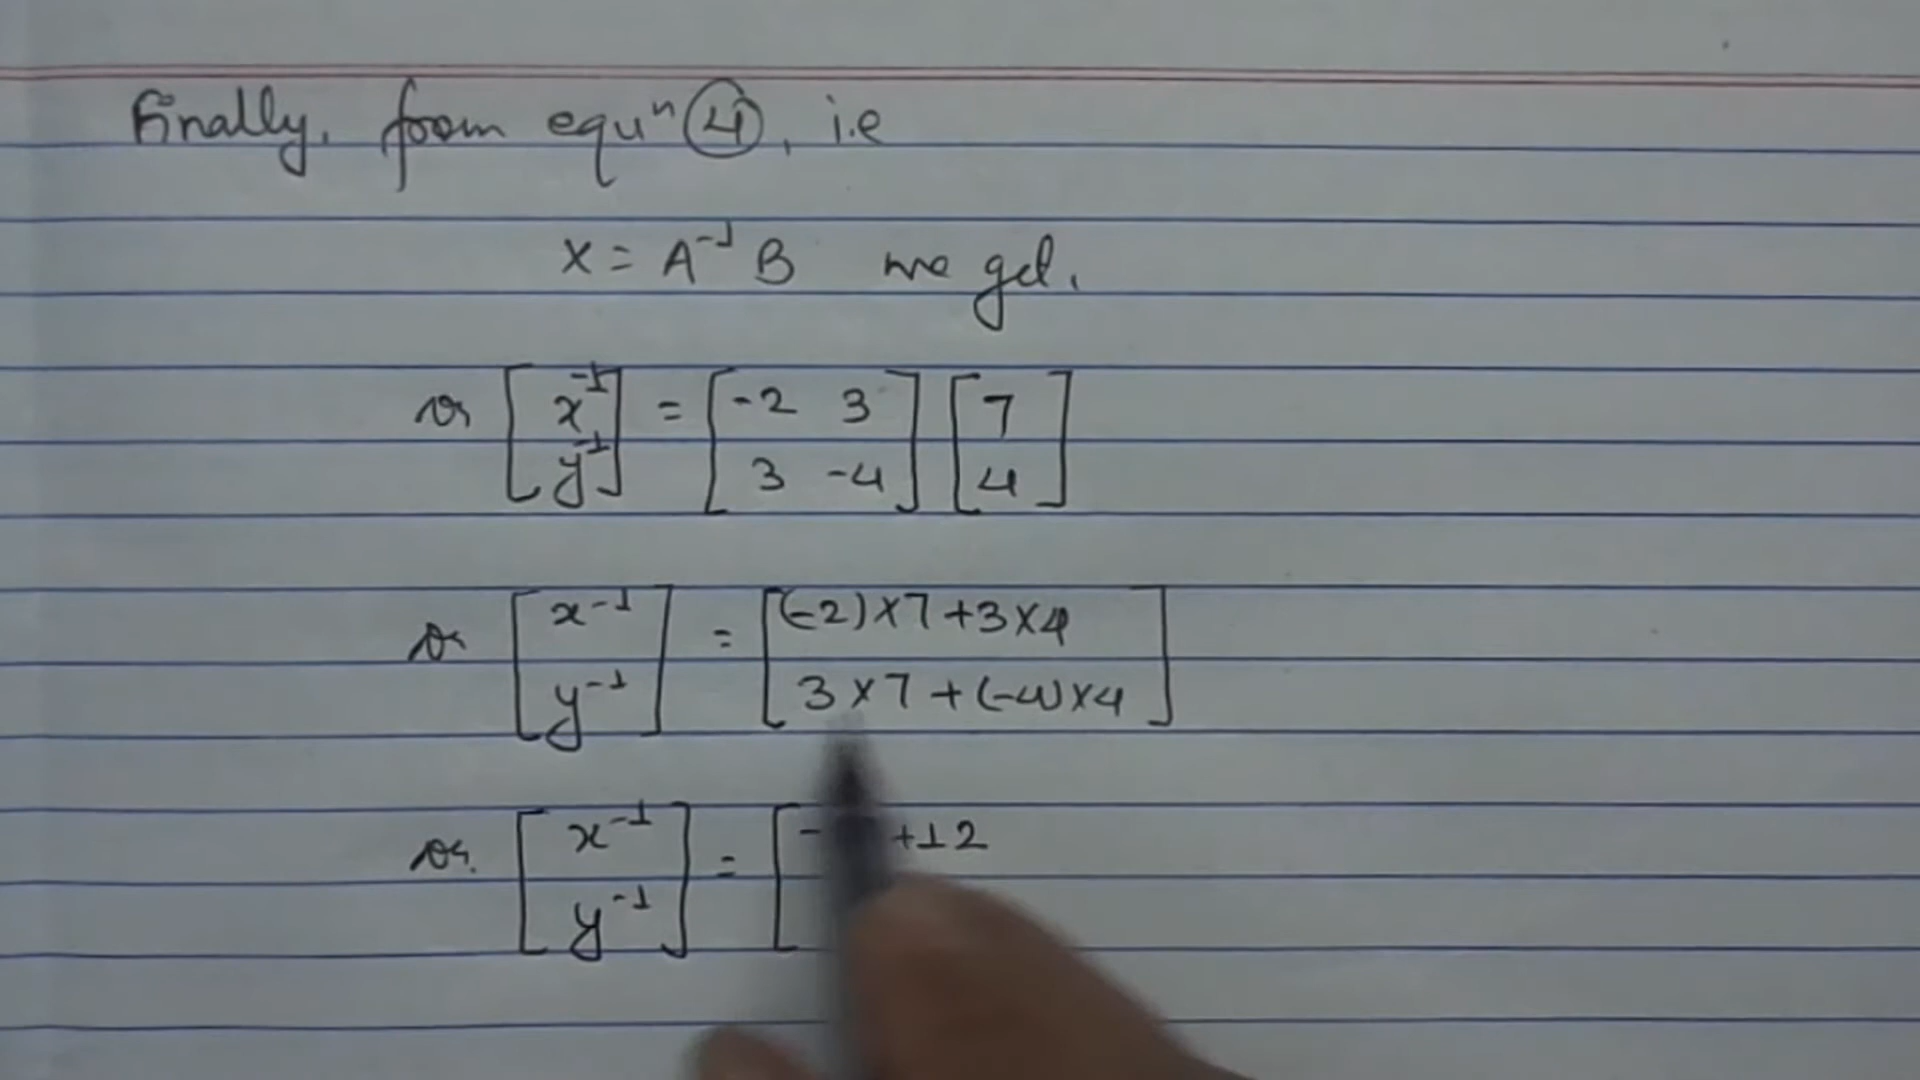 Finally, from equⁿ ④, i.e
X = A⁻¹ B we get.
or [x⁻¹ y⁻¹] = [-2 3 3 -4] [7 4]
or [x⁻¹ y⁻¹] = [(-2)×7+3×4 3×7+(-4)×4]
or. [x⁻¹ y⁻¹] = [- +12